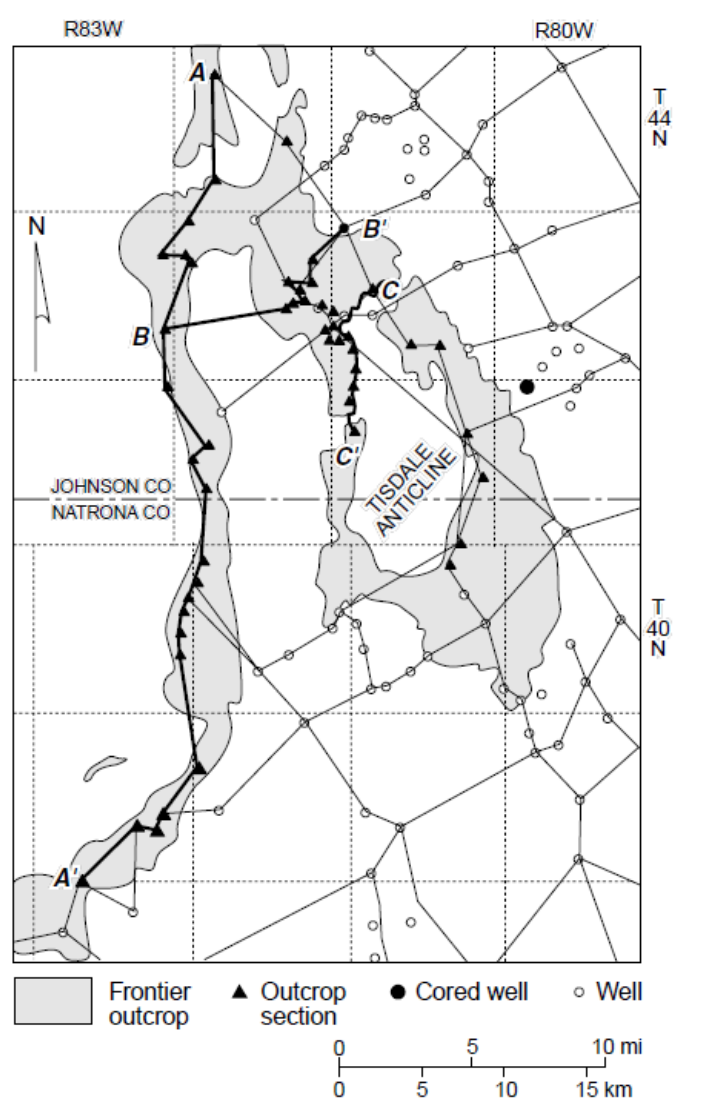 R83W
R80W
A
T
44
N
N
B'
C
B
C'
TISDALE
ANTICLINE
JOHNSON CO
NATRONA CO
T
40
N
A'
Frontier
outcrop
Outcrop
section
Cored well
Well
0 5 10 mi
0 5 10 15 km